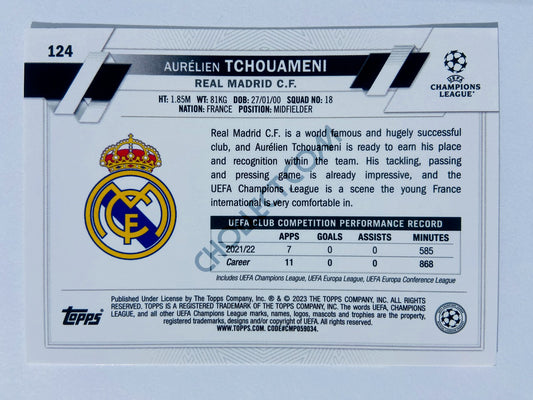 124
AURÉLIEN TCHOUAMENI
REAL MADRID C.F.
HT: 1.85M WT: 81KG DOB: 27/01/00 SQUAD NO: 18
NATION: FRANCE POSITION: MIDFIELDER
UEFA
CHAMPIONS
LEAGUE
Real Madrid C.F. is a world famous and hugely successful
club, and Aurélien Tchouameni is ready to earn his place
and recognition within the team. His tackling, passing
and pressing game is already impressive, and the
UEFA Champions League is a scene the young France
international is very comfortable in.
UEFA CLUB COMPETITION PERFORMANCE RECORD
APPS GOALS ASSISTS MINUTES
2021/22 7 0 0 585
Career 11 0 0 868
Includes UEFA Champions League, UEFA Europa League, UEFA Europa Conference League
Published Under License by The Topps Company, Inc. ® & © 2023 THE TOPPS COMPANY, INC. ALL RIGHTS
RESERVED. TOPPS IS A REGISTERED TRADEMARK OF THE TOPPS COMPANY, INC. The words UEFA, CHAMPIONS
LEAGUE, and all other UEFA Champions League marks, names, logos, mascots and trophies are the property,
registered trademarks, designs and/or copyright of UEFA. All rights reserved.
WWW.TOPPS.COM. CODE#CMP059034.
topps